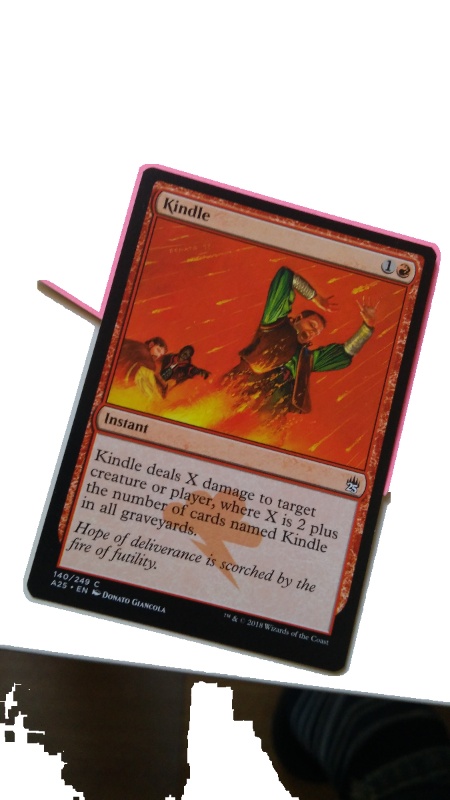 Kindle
1
Instant
Kindle deals X damage to target
creature or player, where X is 2 plus
the number of cards named Kindle
in all graveyards.
Hope of deliverance is scorched by the
fire of futility.
140/249 C
A25 • EN DONATO GIANCOLA
™ & © 2018 Wizards of the Coast